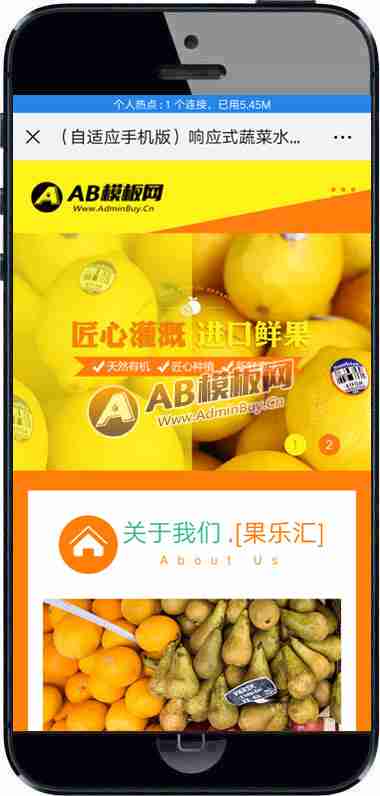 个人热点：1 个连接，已用5.45M
（自适应手机版）响应式蔬菜水...
AB模板网
Www.AdminBuy.Cn
匠心灌溉 进口鲜果
天然有机 匠心种植
AB模板网
Www.AdminBuy.Cn
1 2
关于我们 .[果乐汇]
About Us